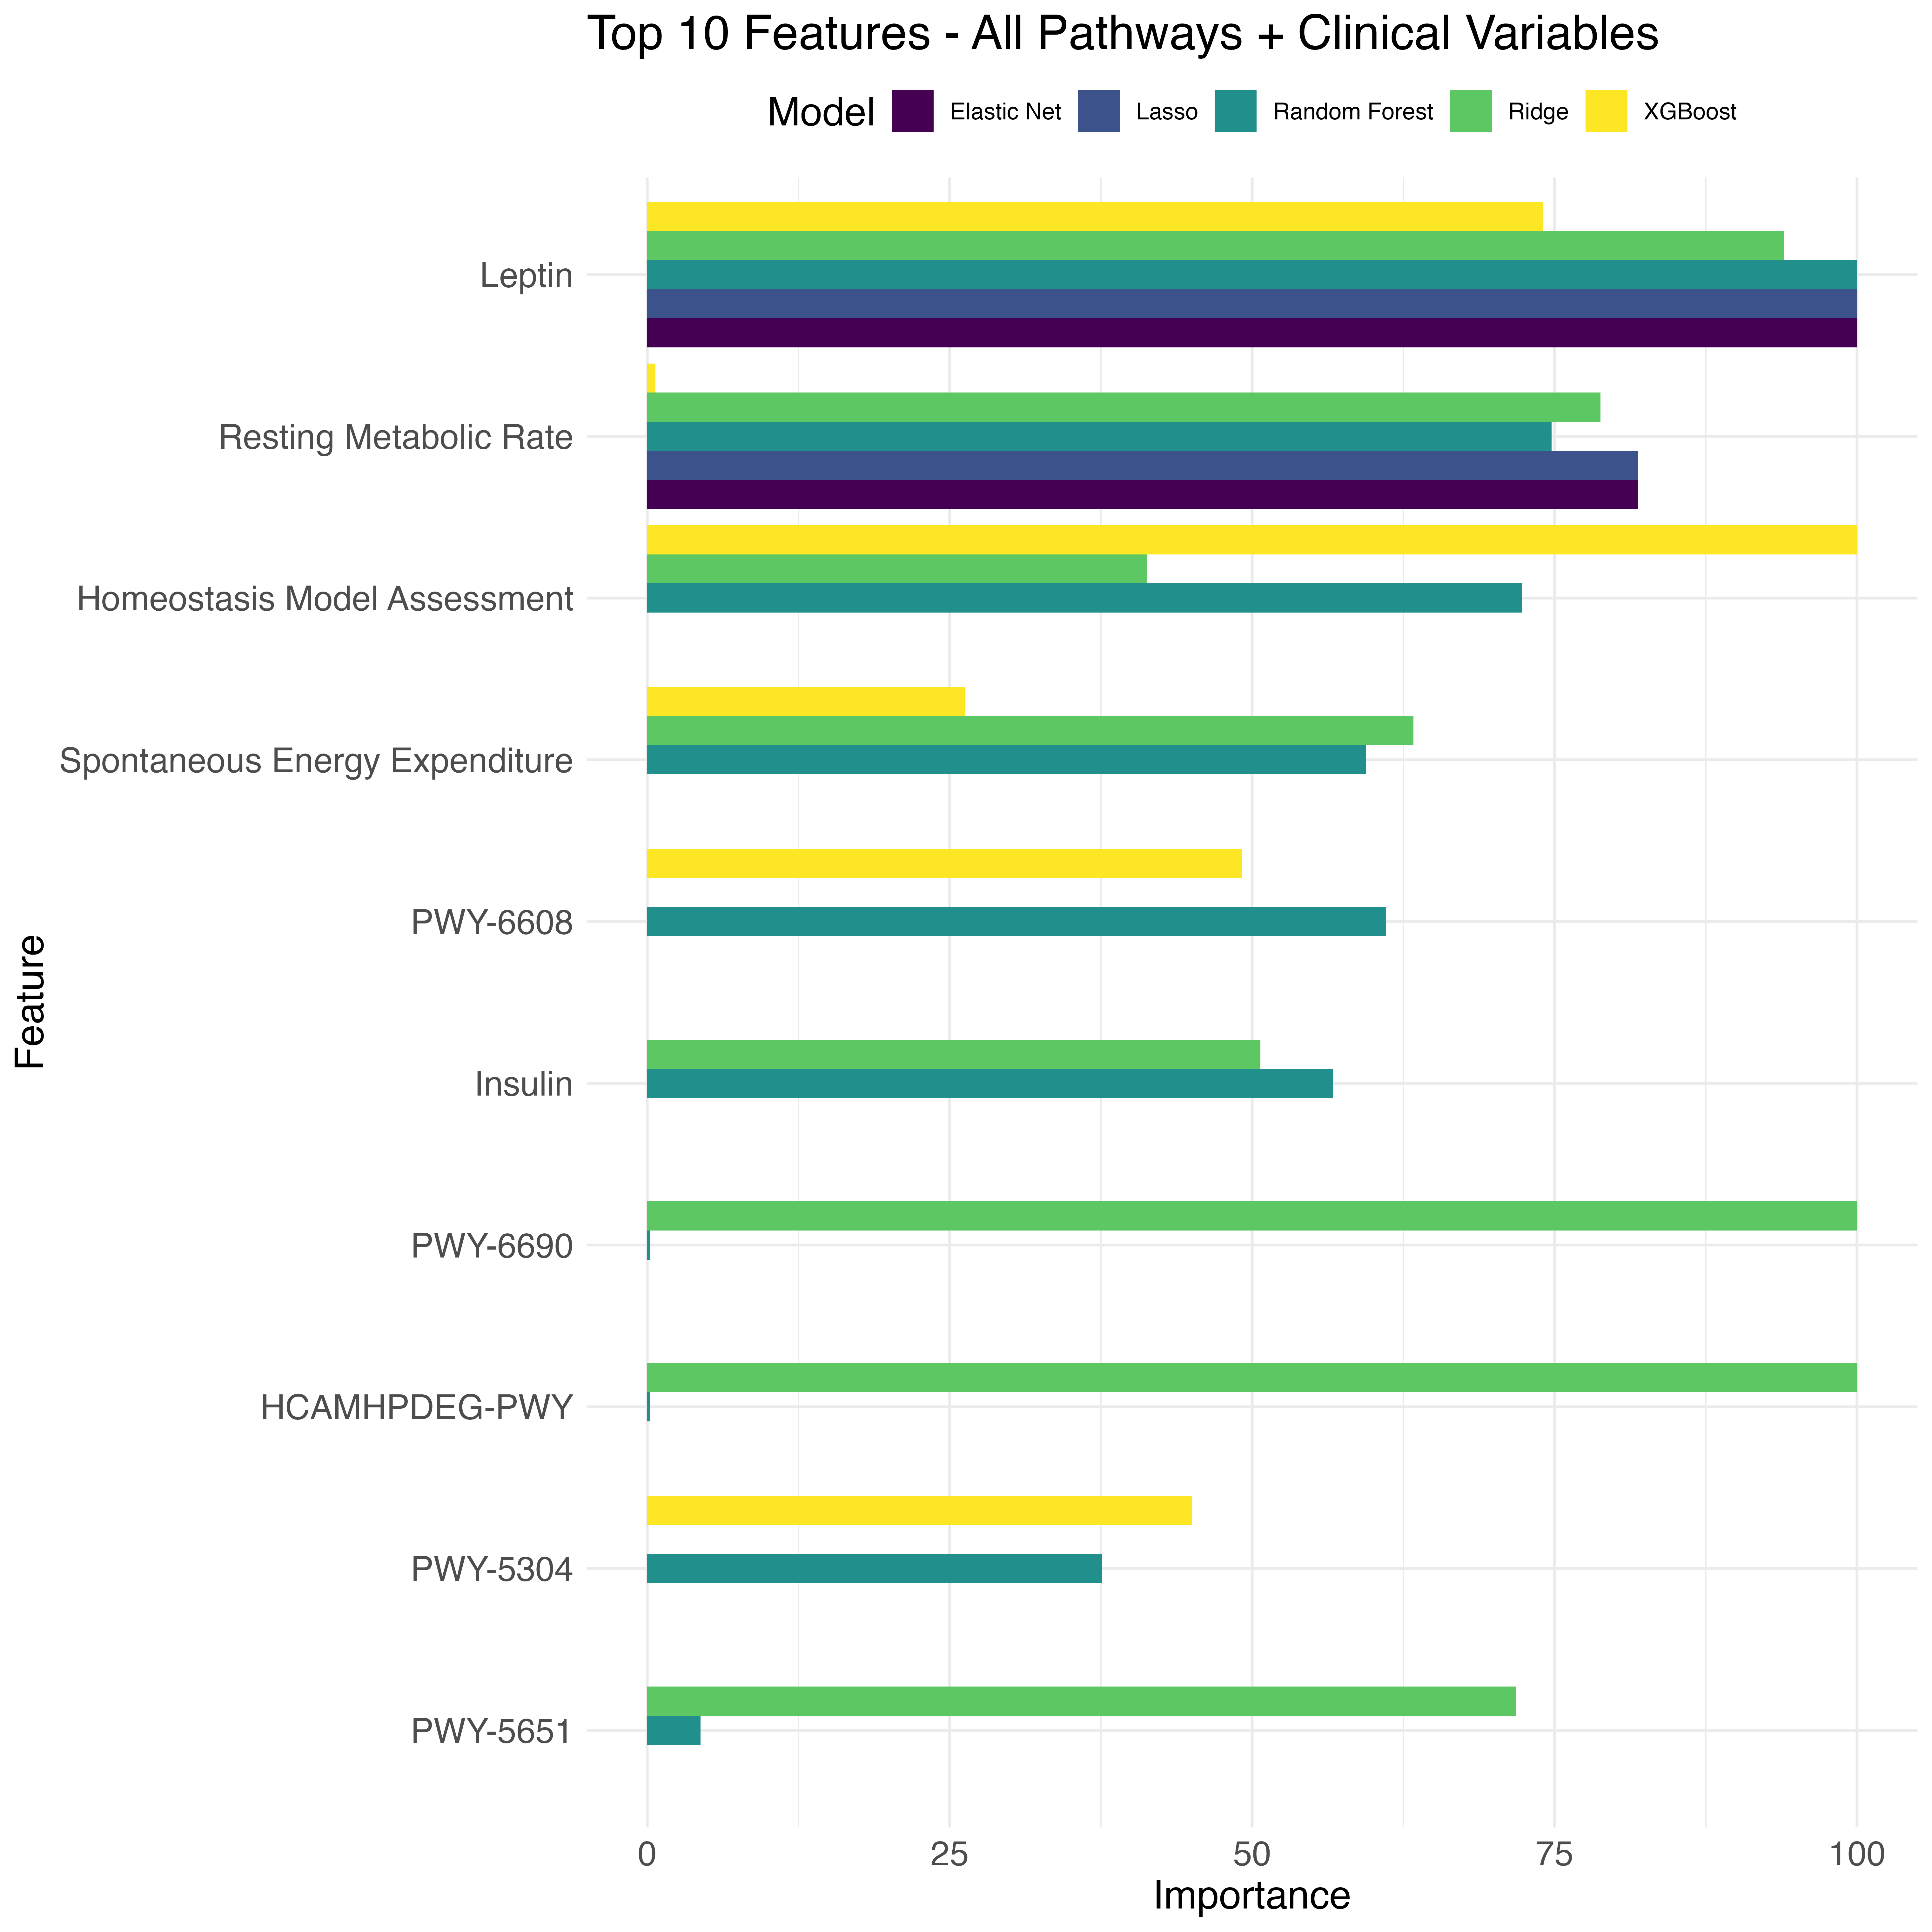 Top 10 Features - All Pathways + Clinical Variables
Model Elastic Net Lasso Random Forest Ridge XGBoost
Leptin
Resting Metabolic Rate
Homeostasis Model Assessment
Spontaneous Energy Expenditure
PWY-6608
Insulin
PWY-6690
HCAMHPDEG-PWY
PWY-5304
PWY-5651
Feature
0 25 50 75 100
Importance